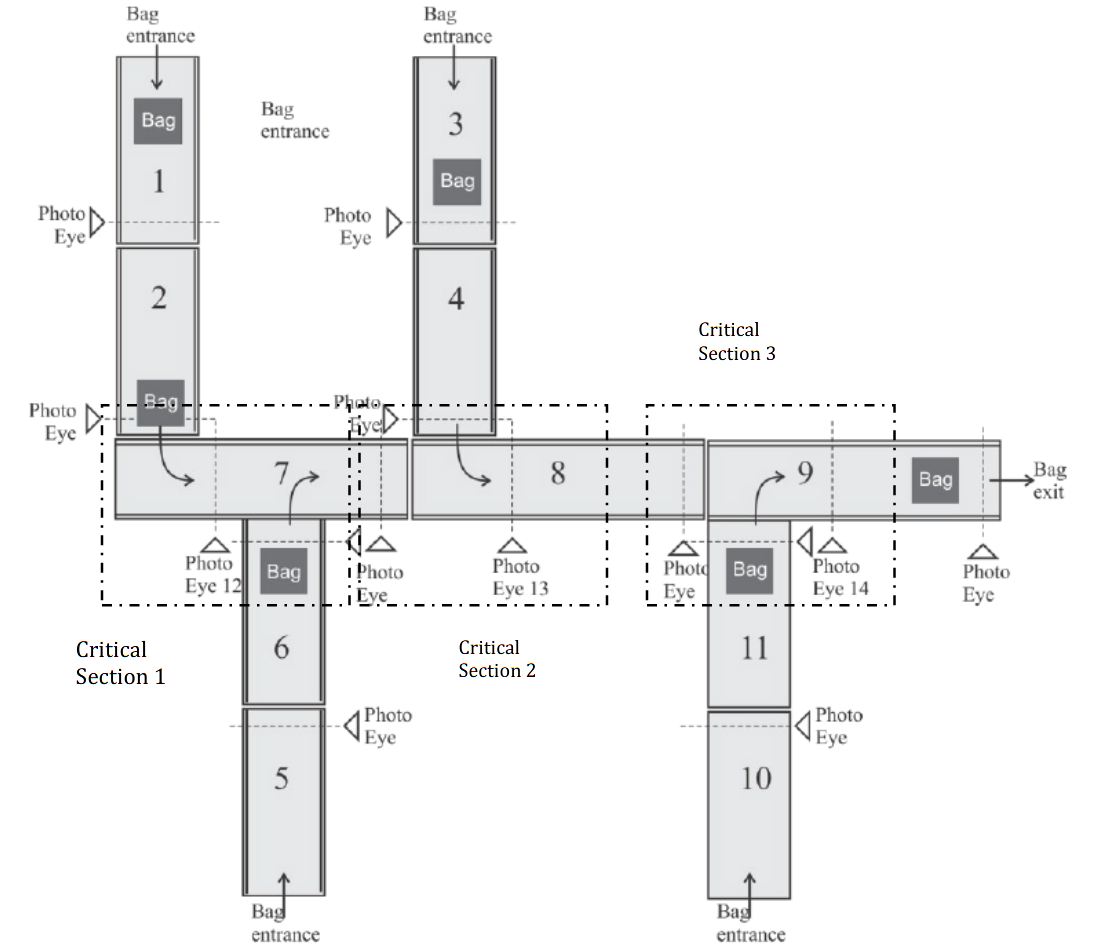 Bag
entrance
Bag
entrance
Bag
Bag
entrance
3
Bag
1
Photo
Eye
Photo
Eye
2
4
Critical
Section 3
Bag
Photo
Eye
Photo
Eye
7
8
9
Bag
Bag
exit
Photo
Eye 12
Bag
Photo
Eye
Photo
Eye 13
Photo
Eye
Bag
Photo
Eye 14
Photo
Eye
Critical
Section 1
6
Critical
Section 2
11
Photo
Eye
Photo
Eye
5
10
Bag
entrance
Bag
entrance